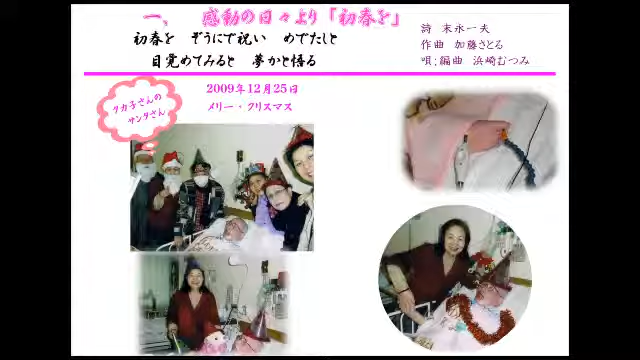 一、 感動の日々より「初春を」
初春を ぞうにで祝い めでたしと
目覚めてみると 夢かと悟る
詩 末永一夫
作曲 加藤さとる
唄;編曲 浜崎むつみ
タカ子さんの
サンタさん
2009年12月25日
メリー・クリスマス